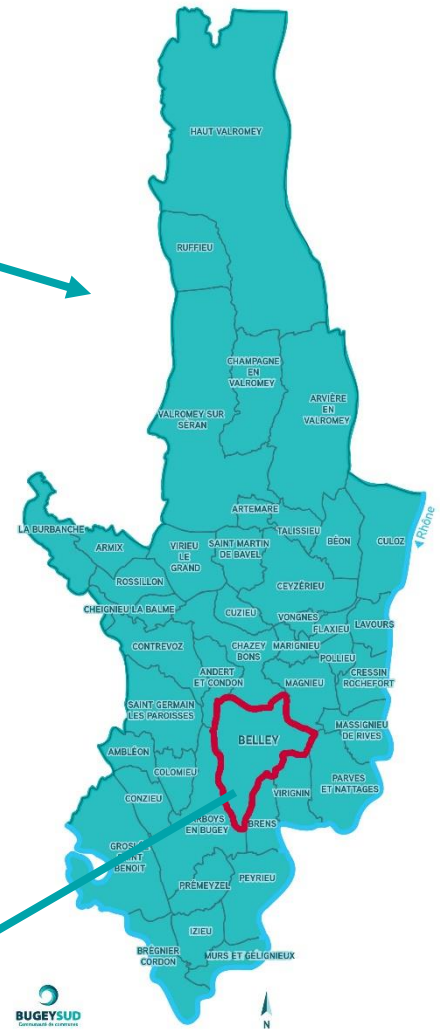 HAUT VALROMEY
RUFFIEU
CHAMPAGNE
EN
VALROMEY
ARVIÈRE
EN
VALROMEY
VALROMEY SUR
SÉRAN
ARTEMARE
LA BURBANCHE
ARMIX
VIRIEU
LE
GRAND
SAINT MARTIN
DE BAVEL
TALISSIEU
BÉON
CULOZ
Rhône
ROSSILLON
CEYZÉRIEU
CHEIGNIEU LA BALME
CUZIEU
VONGNES
FLAXIEU
LAVOURS
CONTREVOZ
CHAZEY
BONS
MARIGNIEU
POLLIEU
ANDERT
ET CONDON
MAGNIEU
CRESSIN
ROCHEFORT
SAINT GERMAIN
LES PAROISSES
MASSIGNIEU
DE RIVES
BELLEY
AMBLÉON
COLOMIEU
PARVES
ET NATTAGES
CONZIEU
VIRIGNIN
RBOYS
EN BUGEY
BRENS
GROSL
NT
BENOIT
PRÉMEYZEL
PEYRIEU
IZIEU
BRÉGNIER
CORDON
MURS ET GÉLIGNIEUX
BUGEYSUD
Communauté de communes
N